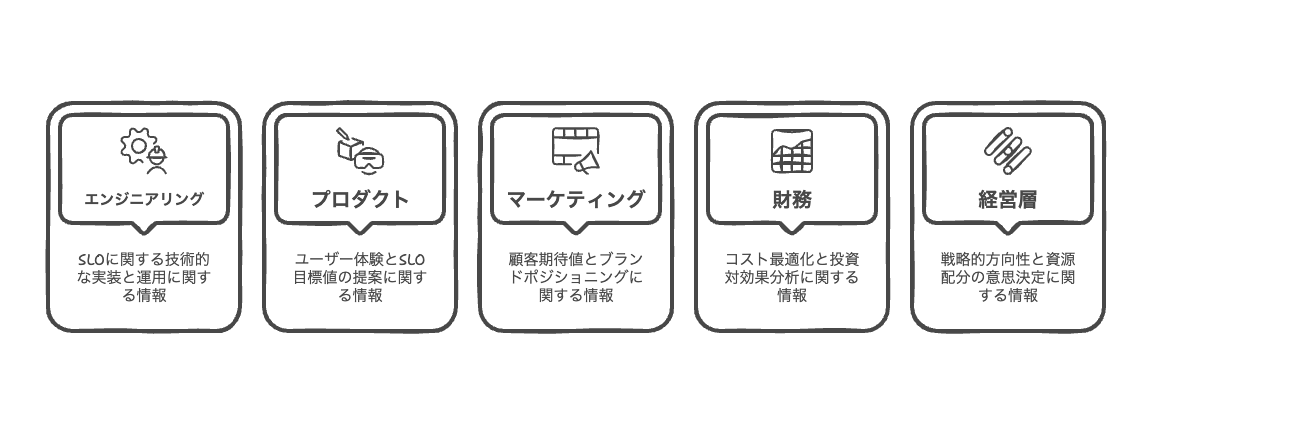 エンジニアリング
SLOに関する技術的
な実装と運用に関す
る情報
プロダクト
ユーザー体験とSLO
目標値の提案に関す
る情報
マーケティング
顧客期待値とブラン
ドポジショニングに
関する情報
財務
コスト最適化と投資
対効果分析に関する
情報
経営層
戦略的方向性と資源
配分の意思決定に関
する情報